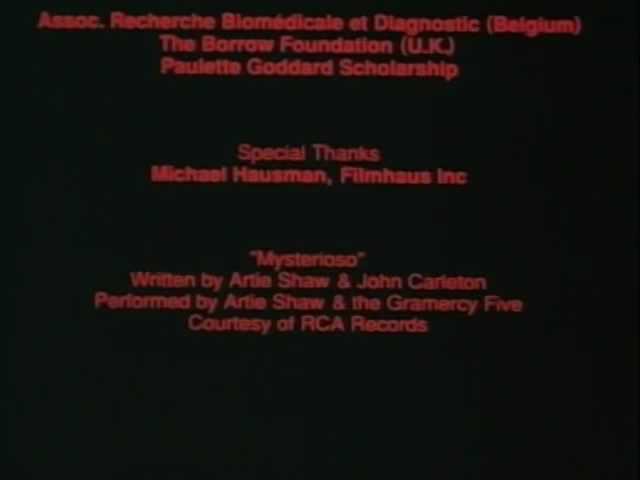 Assoc. Recherche Biomédicale et Diagnostic (Belgium)
The Borrow Foundation (U.K.)
Paulette Goddard Scholarship
Special Thanks
Michael Hausman, Filmhaus Inc
"Mysterioso"
Written by Artie Shaw & John Carleton
Performed by Artie Shaw & the Gramercy Five
Courtesy of RCA Records